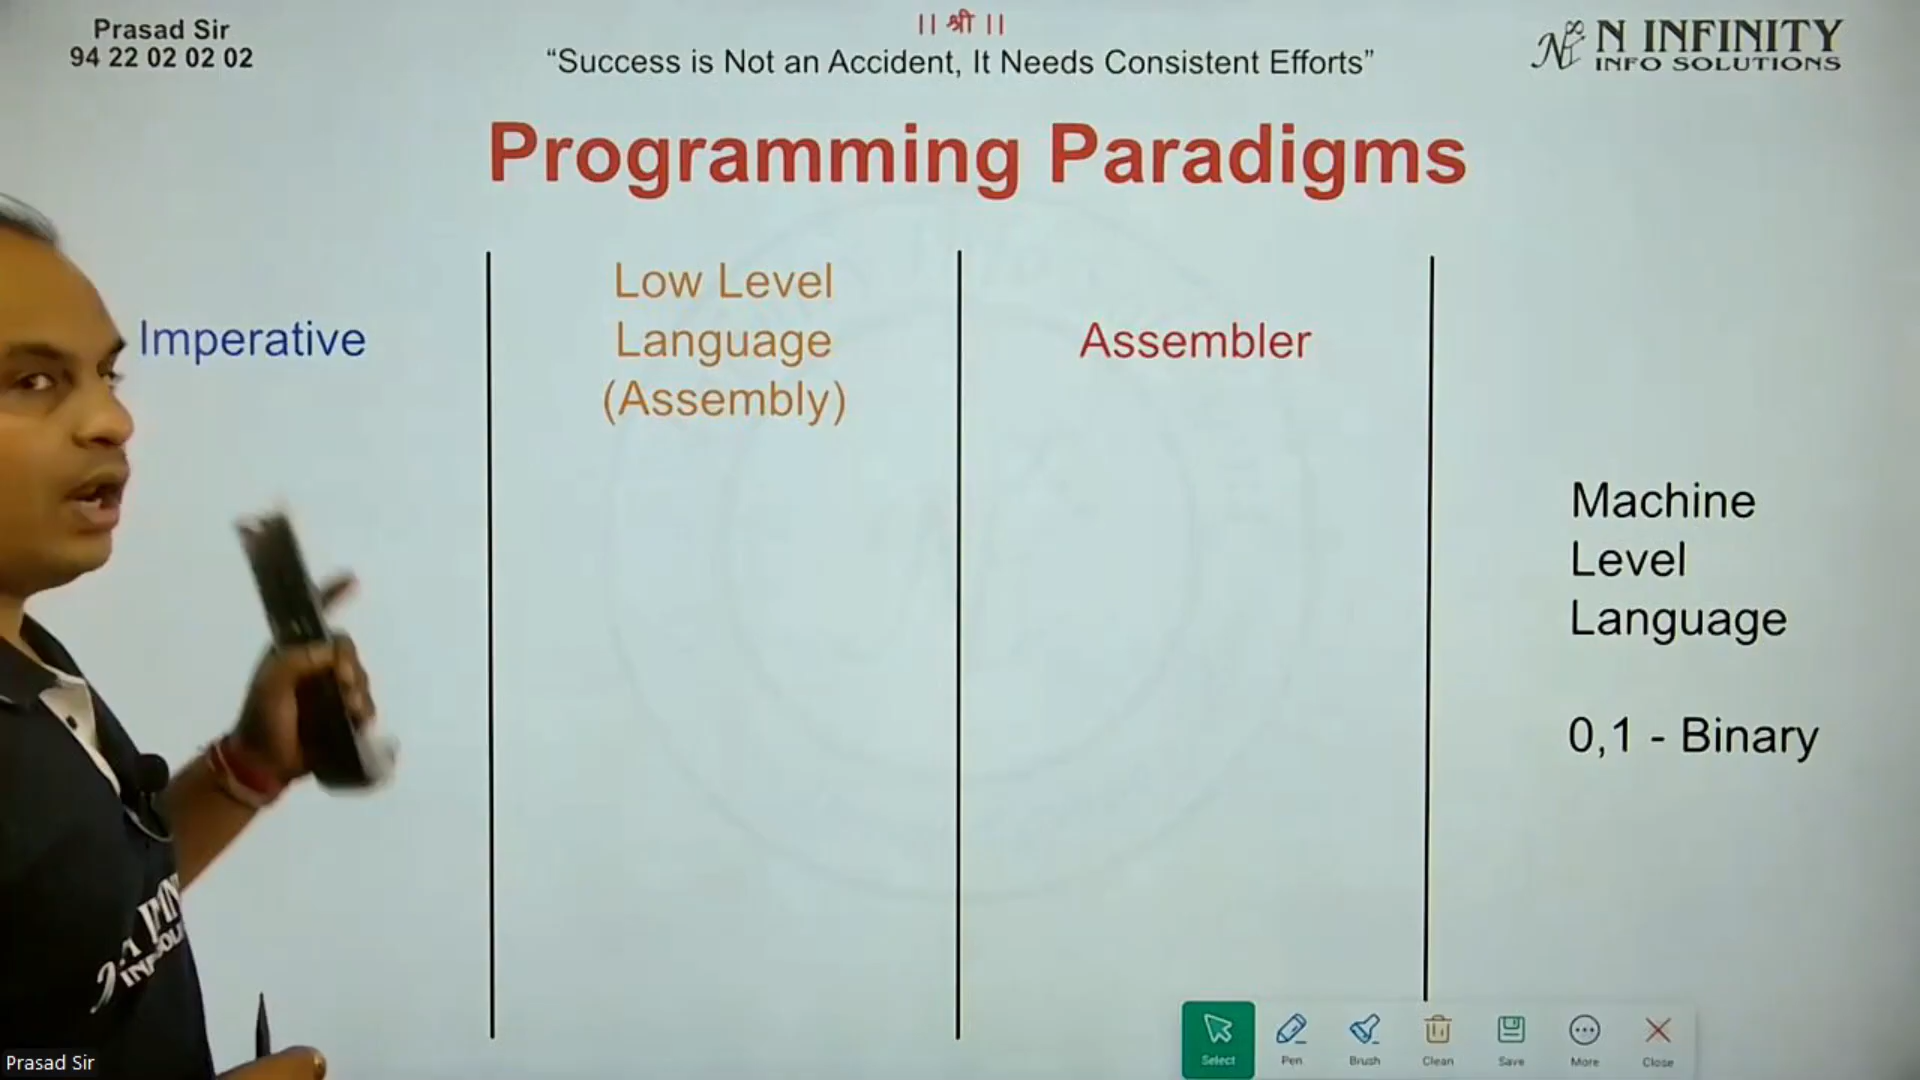 Prasad Sir
94 22 02 02 02
|| श्री ||
“Success is Not an Accident, It Needs Consistent Efforts”
N INFINITY
INFO SOLUTIONS
Programming Paradigms
Imperative
Low Level
Language
(Assembly)
Assembler
Machine
Level
Language
0,1 - Binary
Select
Pen
Brush
Clean
Save
More
Close
Prasad Sir